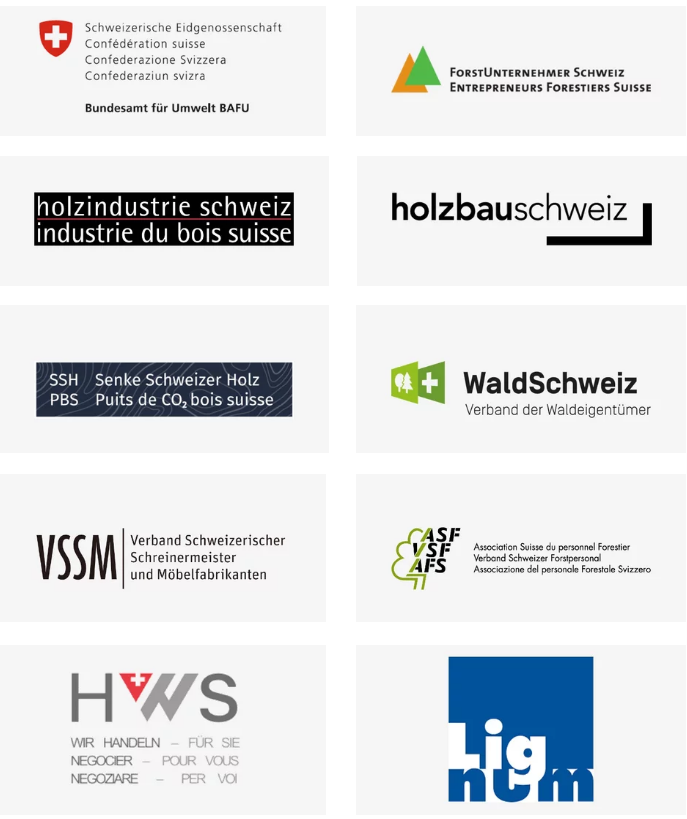 Schweizerische Eidgenossenschaft
Confédération suisse
Confederazione Svizzera
Confederaziun svizra
Bundesamt für Umwelt BAFU
ForstUnternehmer Schweiz
Entrepreneurs Forestiers Suisse
holzindustrie schweiz
industrie du bois suisse
holzbauschweiz
SSH Senke Schweizer Holz
PBS Puits de CO₂ bois suisse
WaldSchweiz
Verband der Waldeigentümer
VSSM
Verband Schweizerischer
Schreinermeister
und Möbelfabrikanten
ASF
VSF
AFS
Association Suisse du personnel Forestier
Verband Schweizer Forstpersonal
Associazione del personale Forestale Svizzero
HWS
WIR HANDELN – FÜR SIE
NEGOCIER – POUR VOUS
NEGOZIARE – PER VOI
Lig
num